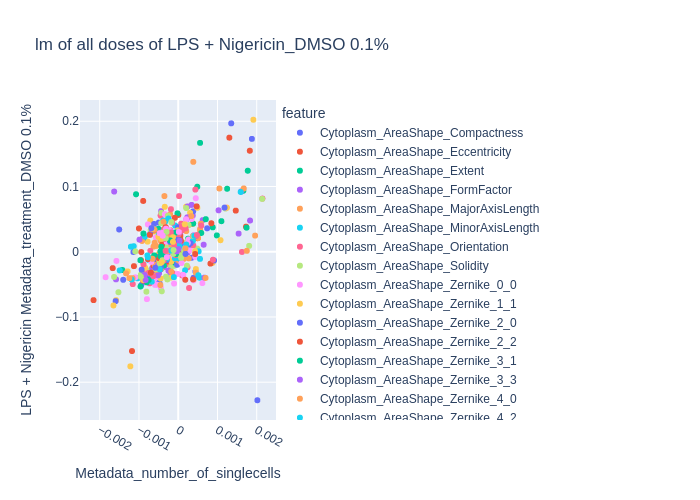 lm of all doses of LPS + Nigericin_DMSO 0.1%
LPS + Nigericin Metadata_treatment_DMSO 0.1%
0.2
0.1
0
−0.1
−0.2
−0.002
−0.001
0
0.001
0.002
Metadata_number_of_singlecells
feature
Cytoplasm_AreaShape_Compactness
Cytoplasm_AreaShape_Eccentricity
Cytoplasm_AreaShape_Extent
Cytoplasm_AreaShape_FormFactor
Cytoplasm_AreaShape_MajorAxisLength
Cytoplasm_AreaShape_MinorAxisLength
Cytoplasm_AreaShape_Orientation
Cytoplasm_AreaShape_Solidity
Cytoplasm_AreaShape_Zernike_0_0
Cytoplasm_AreaShape_Zernike_1_1
Cytoplasm_AreaShape_Zernike_2_0
Cytoplasm_AreaShape_Zernike_2_2
Cytoplasm_AreaShape_Zernike_3_1
Cytoplasm_AreaShape_Zernike_3_3
Cytoplasm_AreaShape_Zernike_4_0
Cytoplasm_AreaShape_Zernike_4_2